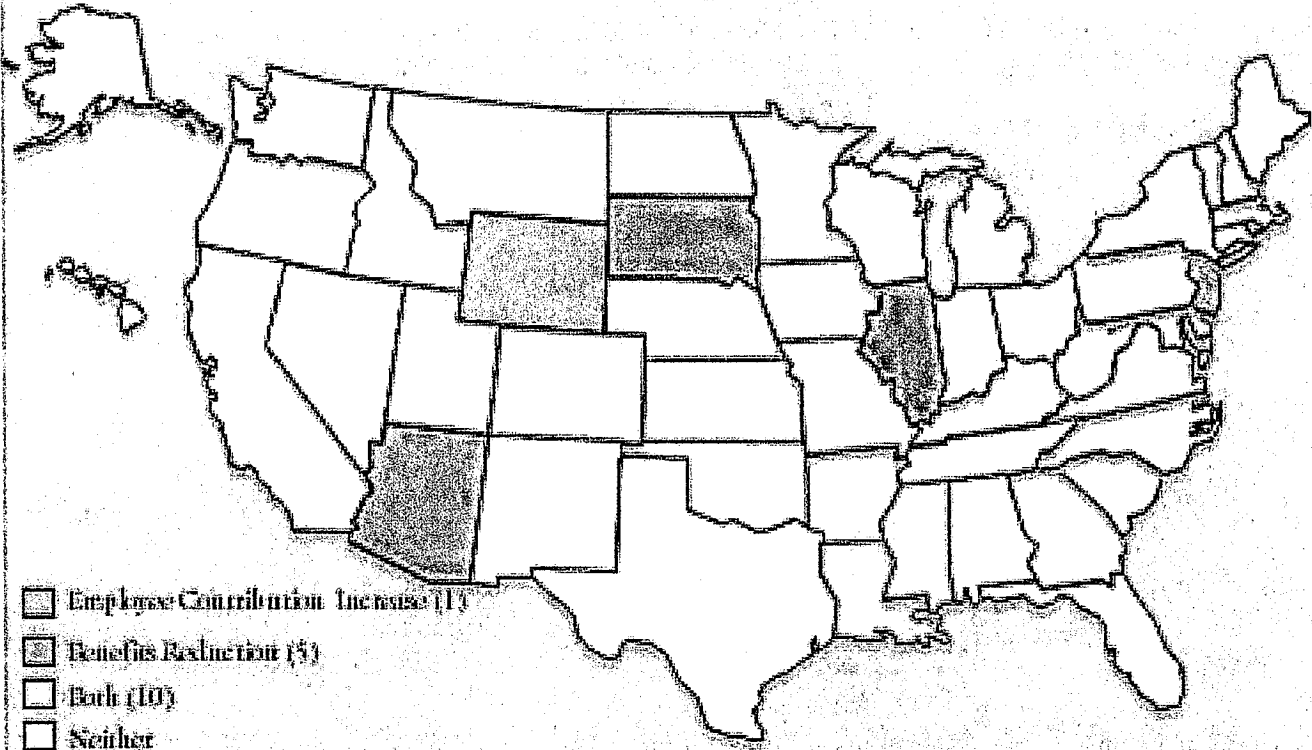 Employee Contribution Increase (1)
Benefits Reduction (5)
Both (10)
Neither